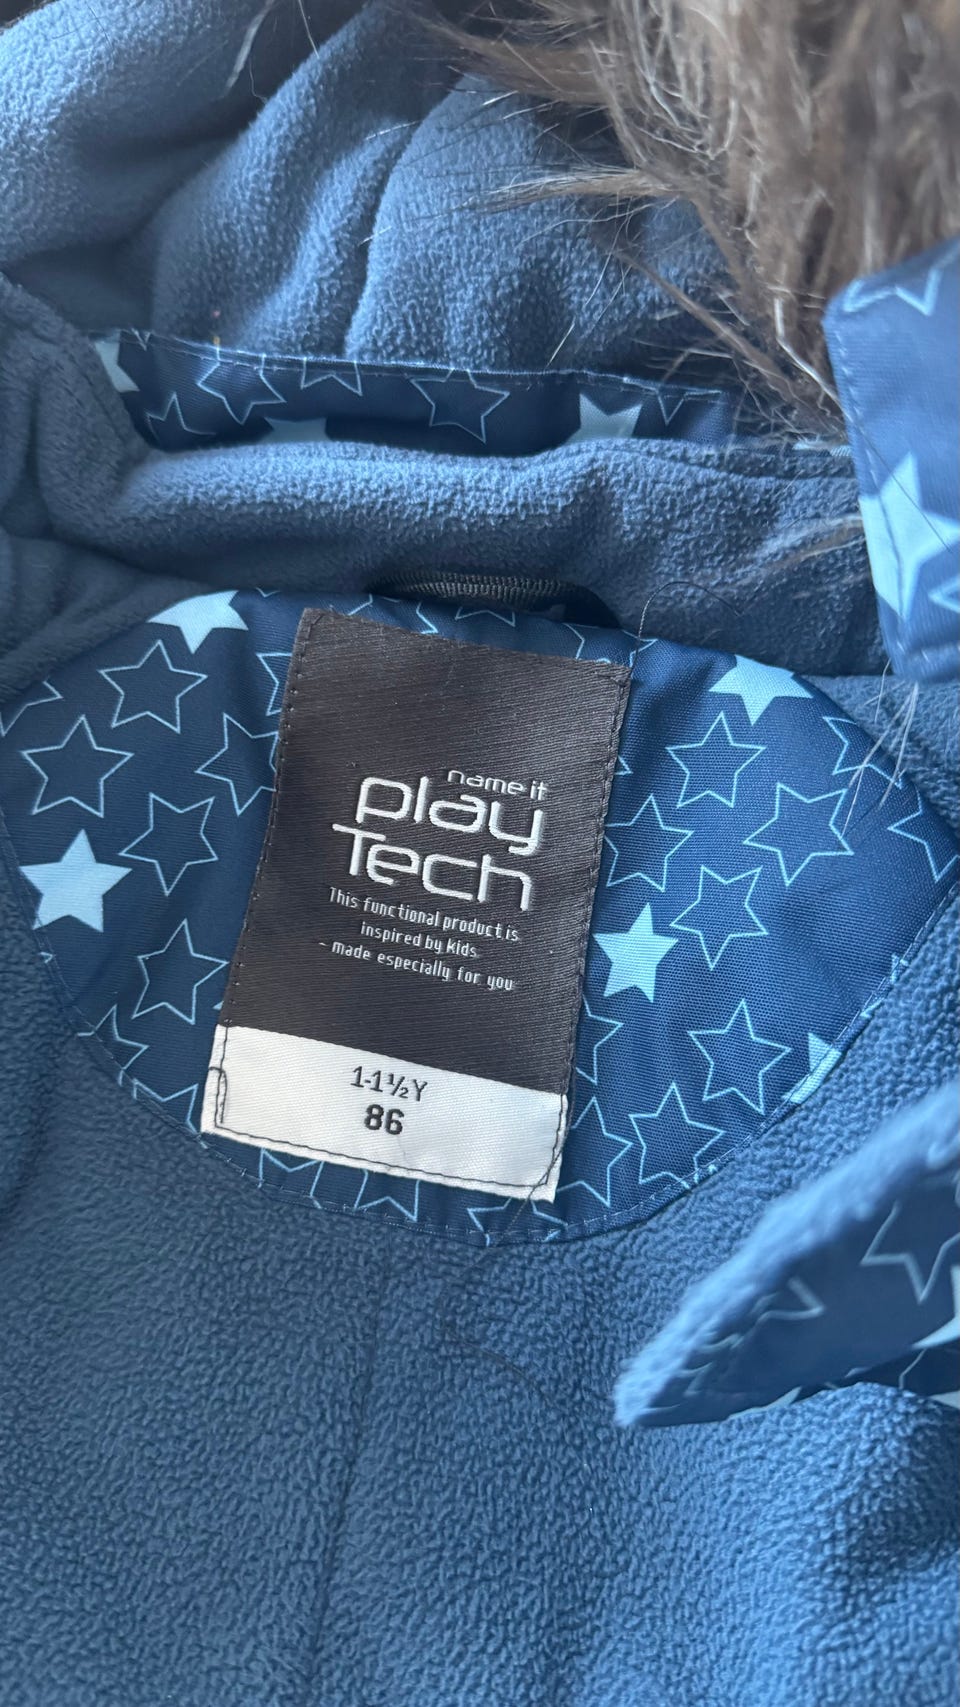 name it
play
Tech
This functional product is
inspired by kids
- made especially for you
1-1½Y
86